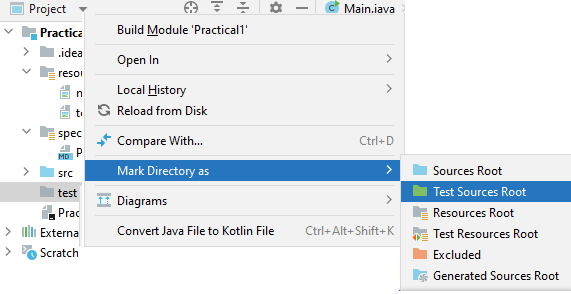 Project
Main.java
Practica
.idea
resou
n
te
spec
p
MD
src
test
Prac
Externa
Scratch
Build Module 'Practical1'
Open In
Local History
Reload from Disk
Compare With... Ctrl+D
Mark Directory as
Diagrams
Convert Java File to Kotlin File Ctrl+Alt+Shift+K
Sources Root
Test Sources Root
Resources Root
Test Resources Root
Excluded
Generated Sources Root